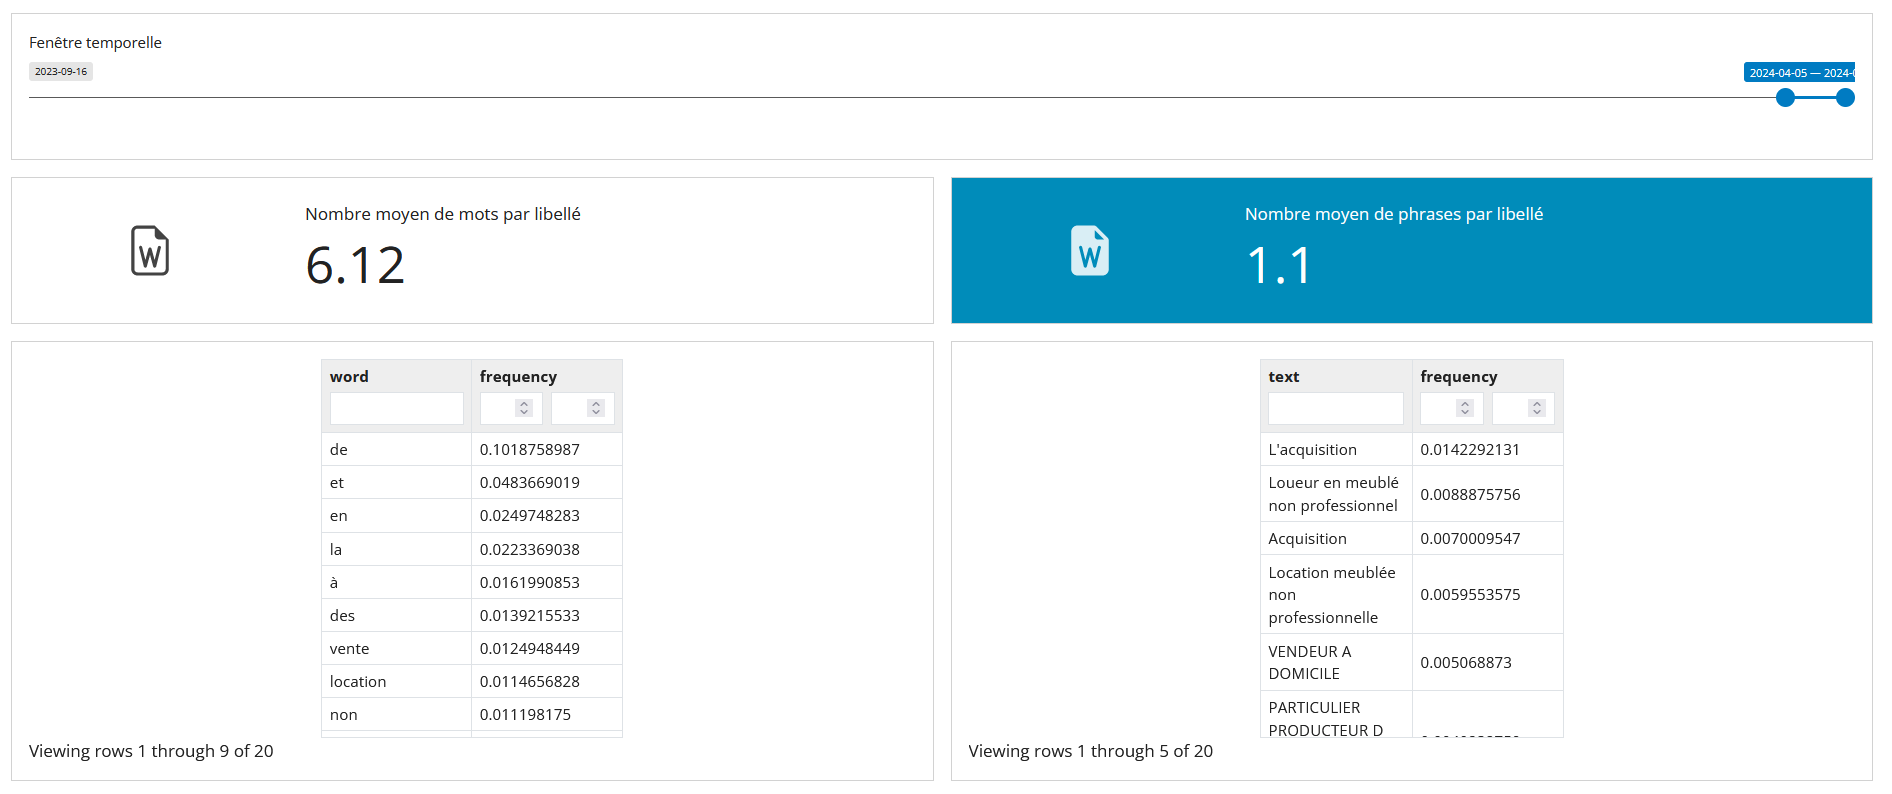 Fenêtre temporelle
2023-09-16
2024-04-05 — 2024-0
Nombre moyen de mots par libellé
6.12
Nombre moyen de phrases par libellé
1.1
word frequency
de 0.1018758987
et 0.0483669019
en 0.0249748283
la 0.0223369038
à 0.0161990853
des 0.0139215533
vente 0.0124948449
location 0.0114656828
non 0.011198175
Viewing rows 1 through 9 of 20
text frequency
L'acquisition 0.0142292131
Loueur en meublé
non professionnel 0.0088875756
Acquisition 0.0070009547
Location meublée
non
professionnelle 0.0059553575
VENDEUR A
DOMICILE 0.005068873
PARTICULIER
PRODUCTEUR D
Viewing rows 1 through 5 of 20